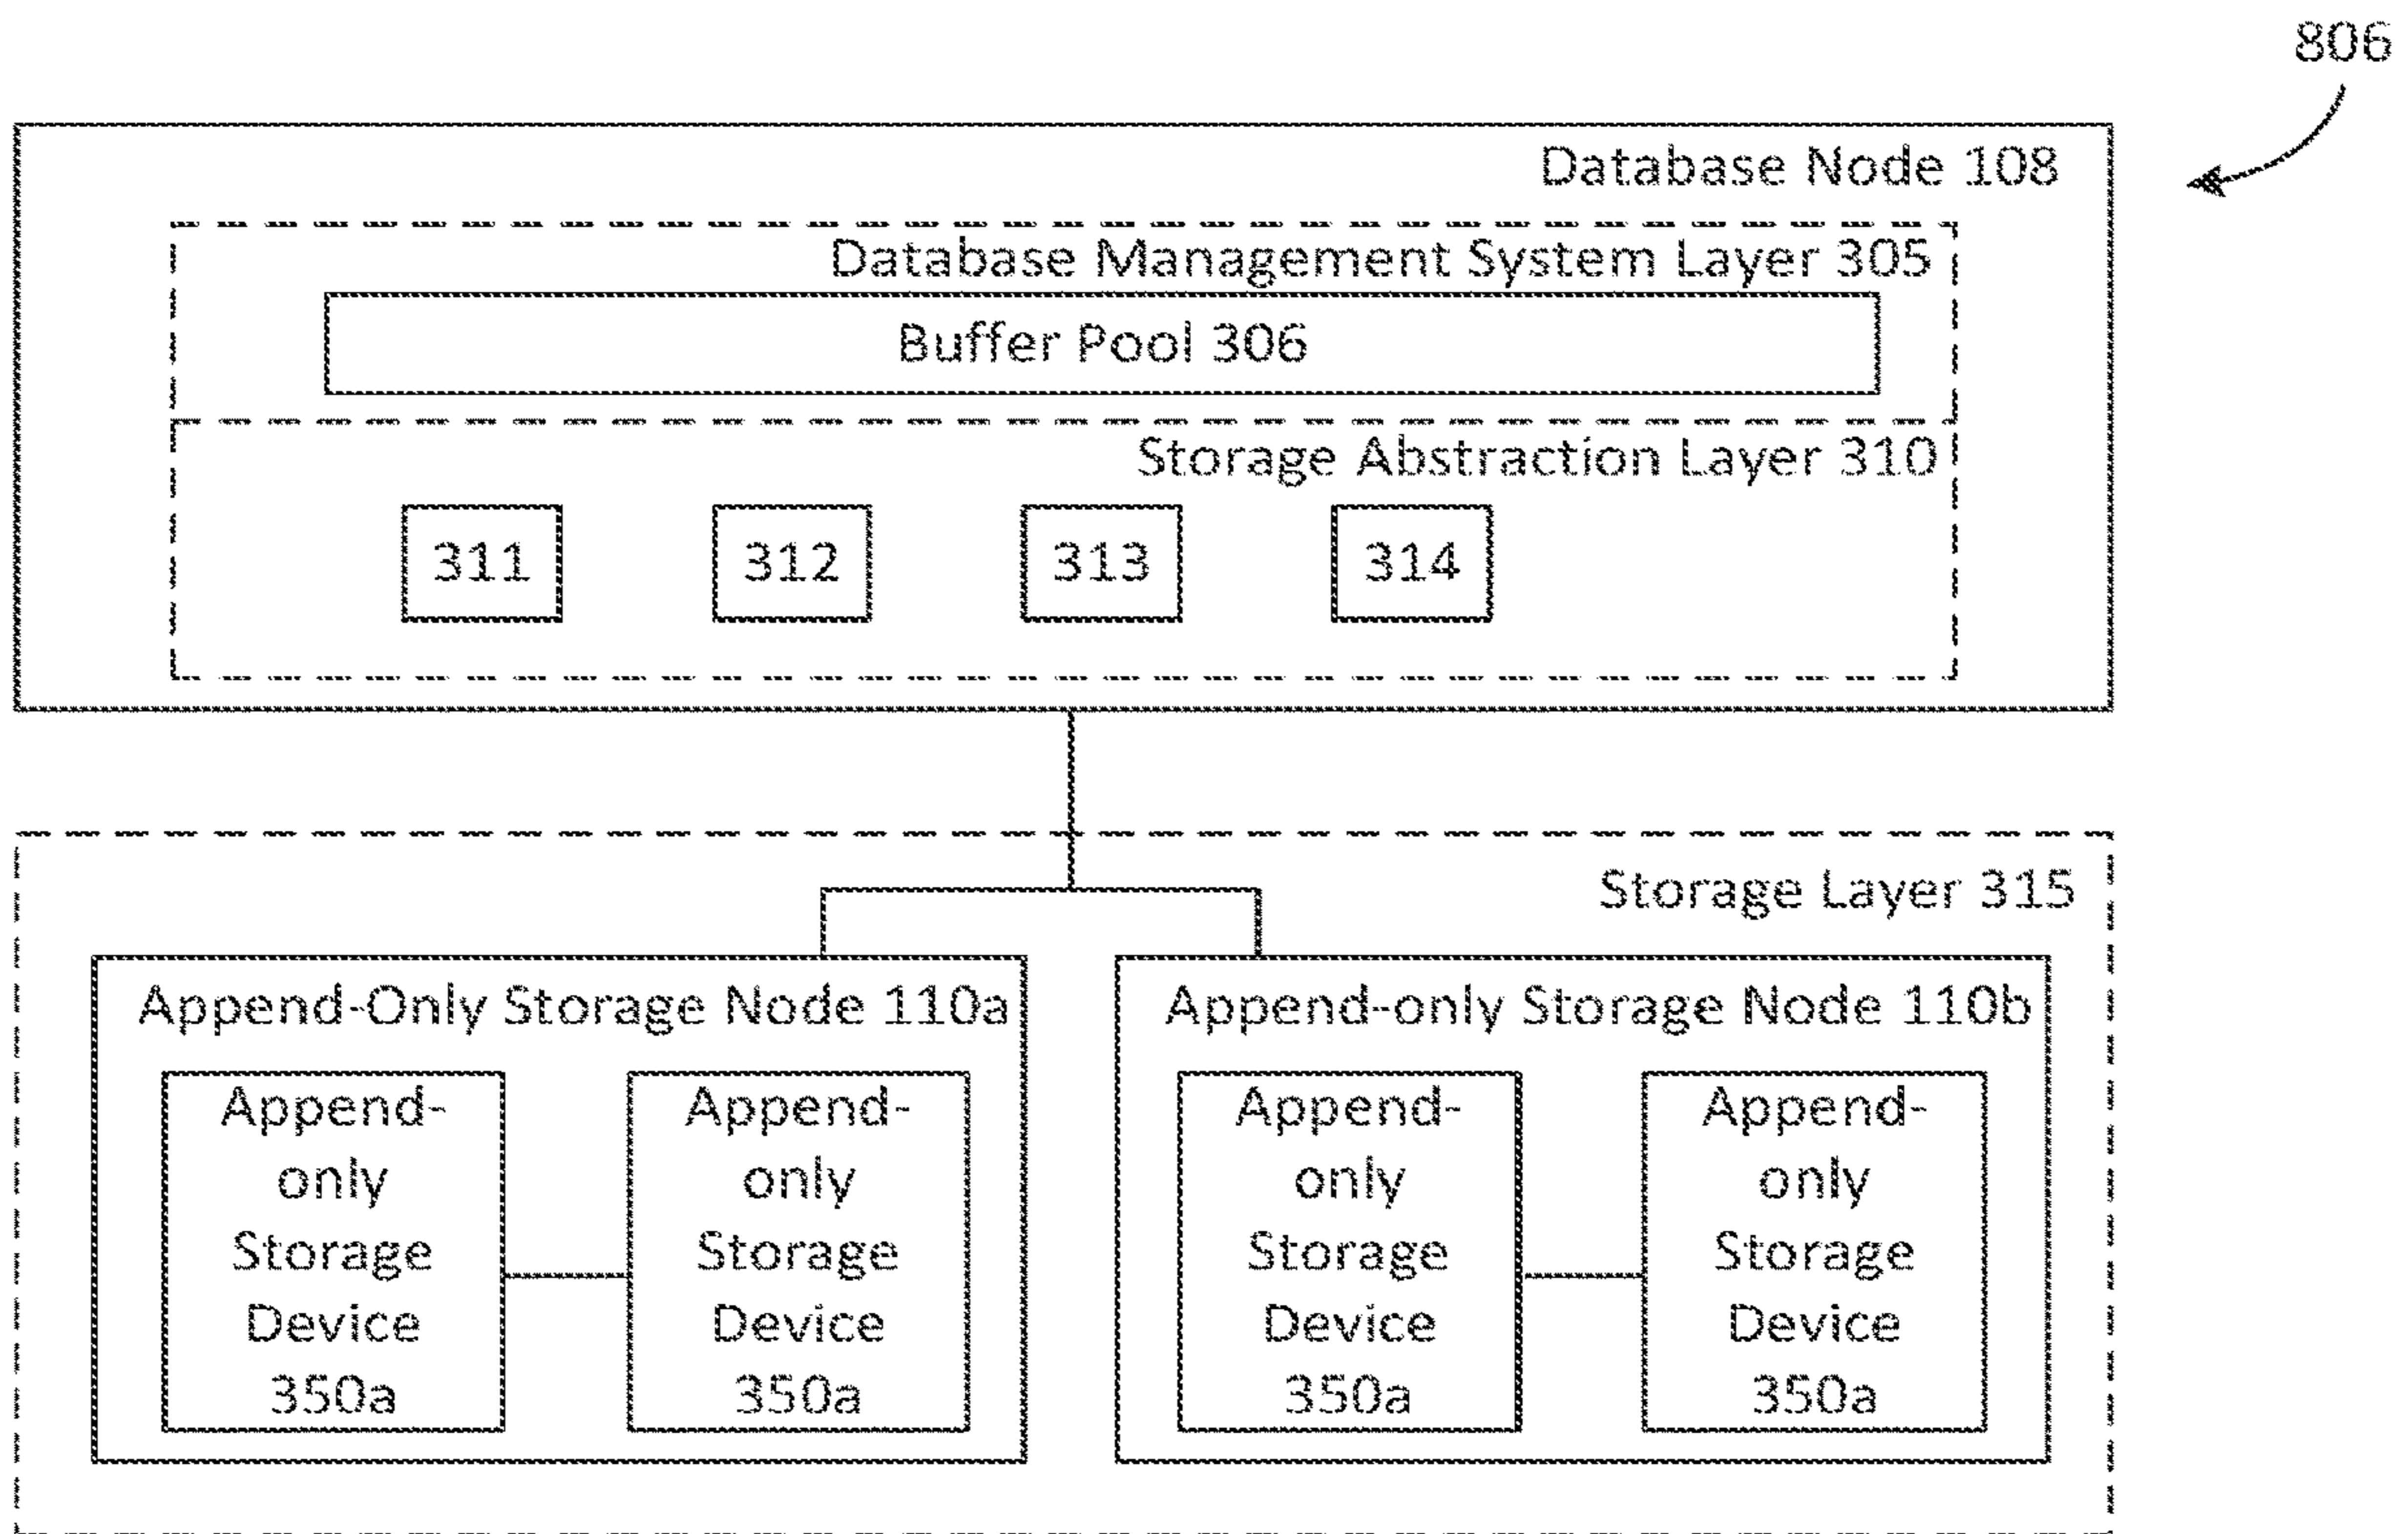 806
Database Node 108
Database Management System Layer 305
Buffer Pool 306
Storage Abstraction Layer 310
311
312
313
314
Storage Layer 315
Append-Only Storage Node 110a
Append-
only
Storage
Device
350a
Append-
only
Storage
Device
350a
Append-only Storage Node 110b
Append-
only
Storage
Device
350a
Append-
only
Storage
Device
350a